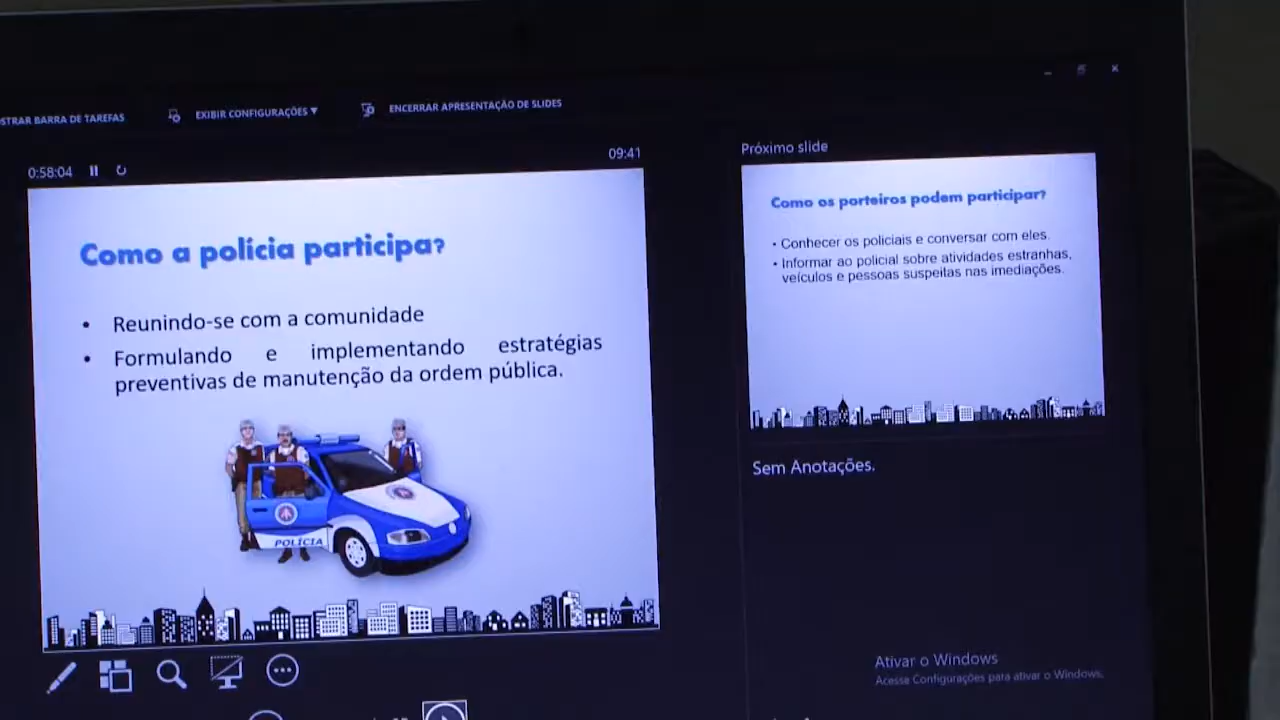 STRAR BARRA DE TAREFAS
EXIBIR CONFIGURAÇÕES ▼
ENCERRAR APRESENTAÇÃO DE SLIDES
0:58:04
09:41
Como a polícia participa?
• Reunindo-se com a comunidade
• Formulando e implementando estratégias
preventivas de manutenção da ordem pública.
POLÍCIA
Próximo slide
Como os porteiros podem participar?
• Conhecer os policiais e conversar com eles.
• Informar ao policial sobre atividades estranhas,
veículos e pessoas suspeitas nas imediações.
Sem Anotações.
Ativar o Windows
Acesse Configurações para ativar o Windows.